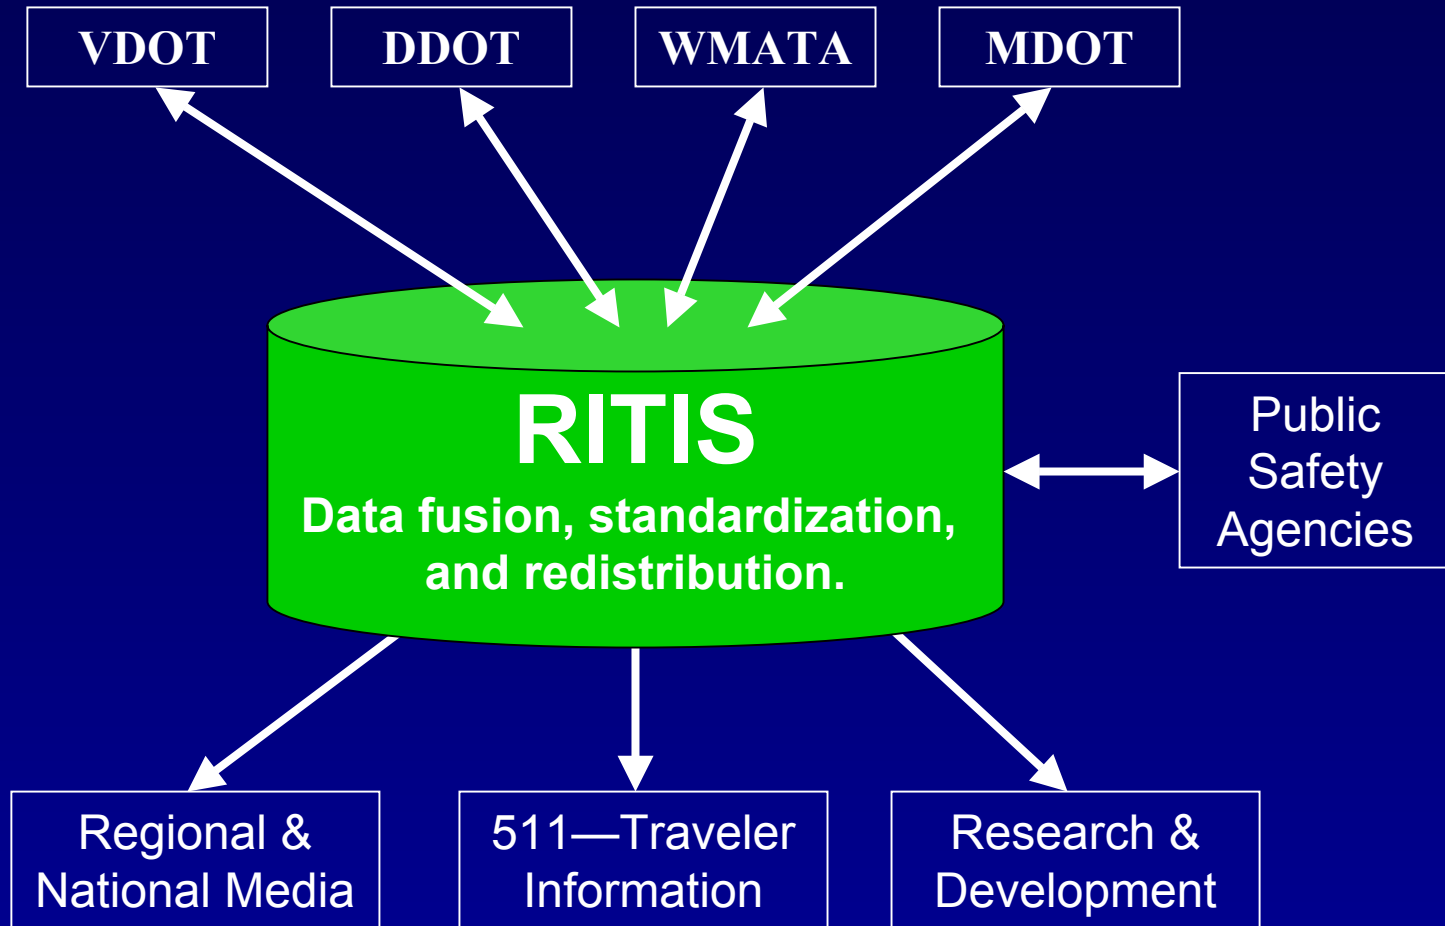 VDOT
DDOT
WMATA
MDOT
RITIS
Data fusion, standardization,
and redistribution.
Public
Safety
Agencies
Regional &
National Media
511—Traveler
Information
Research &
Development